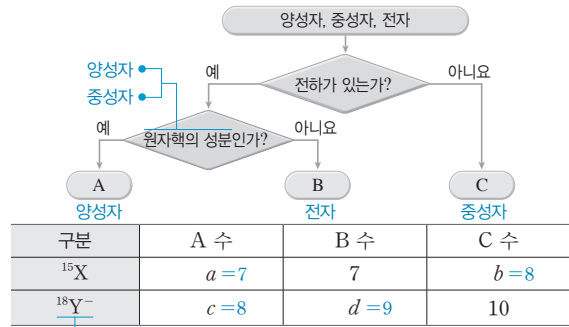 양성자, 중성자, 전자
양성자
중성자
예
전하가 있는가?
아니요
예
원자핵의 성분인가?
아니요
A
B
C
양성자
전자
중성자
구분 A 수 B 수 C 수
¹⁵X a=7 7 b=8
¹⁸Y⁻ c=8 d=9 10